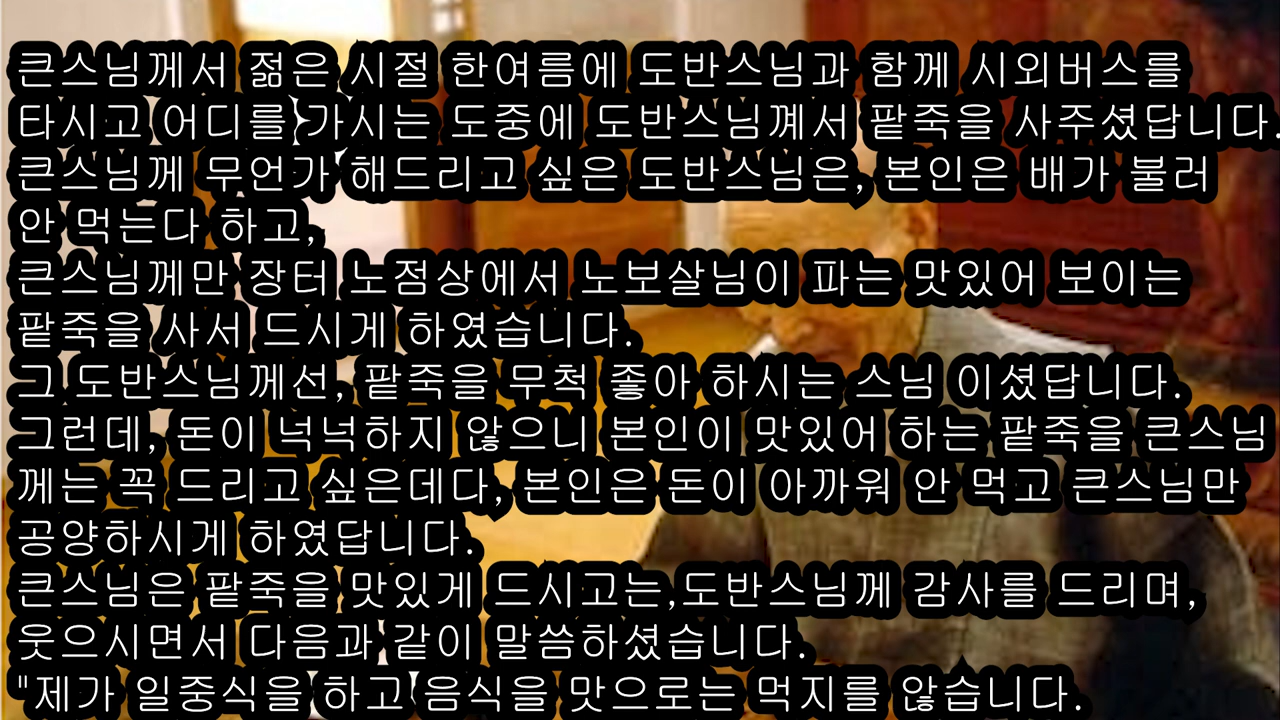 큰스님께서 젊은 시절 한여름에 도반스님과 함께 시외버스를
타시고 어디를 가시는 도중에 도반스님꼐서 팥죽을 사주셨답니다.
큰스님께 무언가 해드리고 싶은 도반스님은, 본인은 배가 불러
안 먹는다 하고,
큰스님께만 장터 노점상에서 노보살님이 파는 맛있어 보이는
팥죽을 사서 드시게 하였습니다.
그 도반스님께선, 팥죽을 무척 좋아 하시는 스님 이셨답니다.
그런데, 돈이 넉넉하지 않으니 본인이 맛있어 하는 팥죽을 큰스님
께는 꼭 드리고 싶은데다, 본인은 돈이 아까워 안 먹고 큰스님만
공양하시게 하였답니다.
큰스님은 팥죽을 맛있게 드시고는,도반스님께 감사를 드리며,
웃으시면서 다음과 같이 말씀하셨습니다.
"제가 일중식을 하고 음식을 맛으로는 먹지를 않습니다.